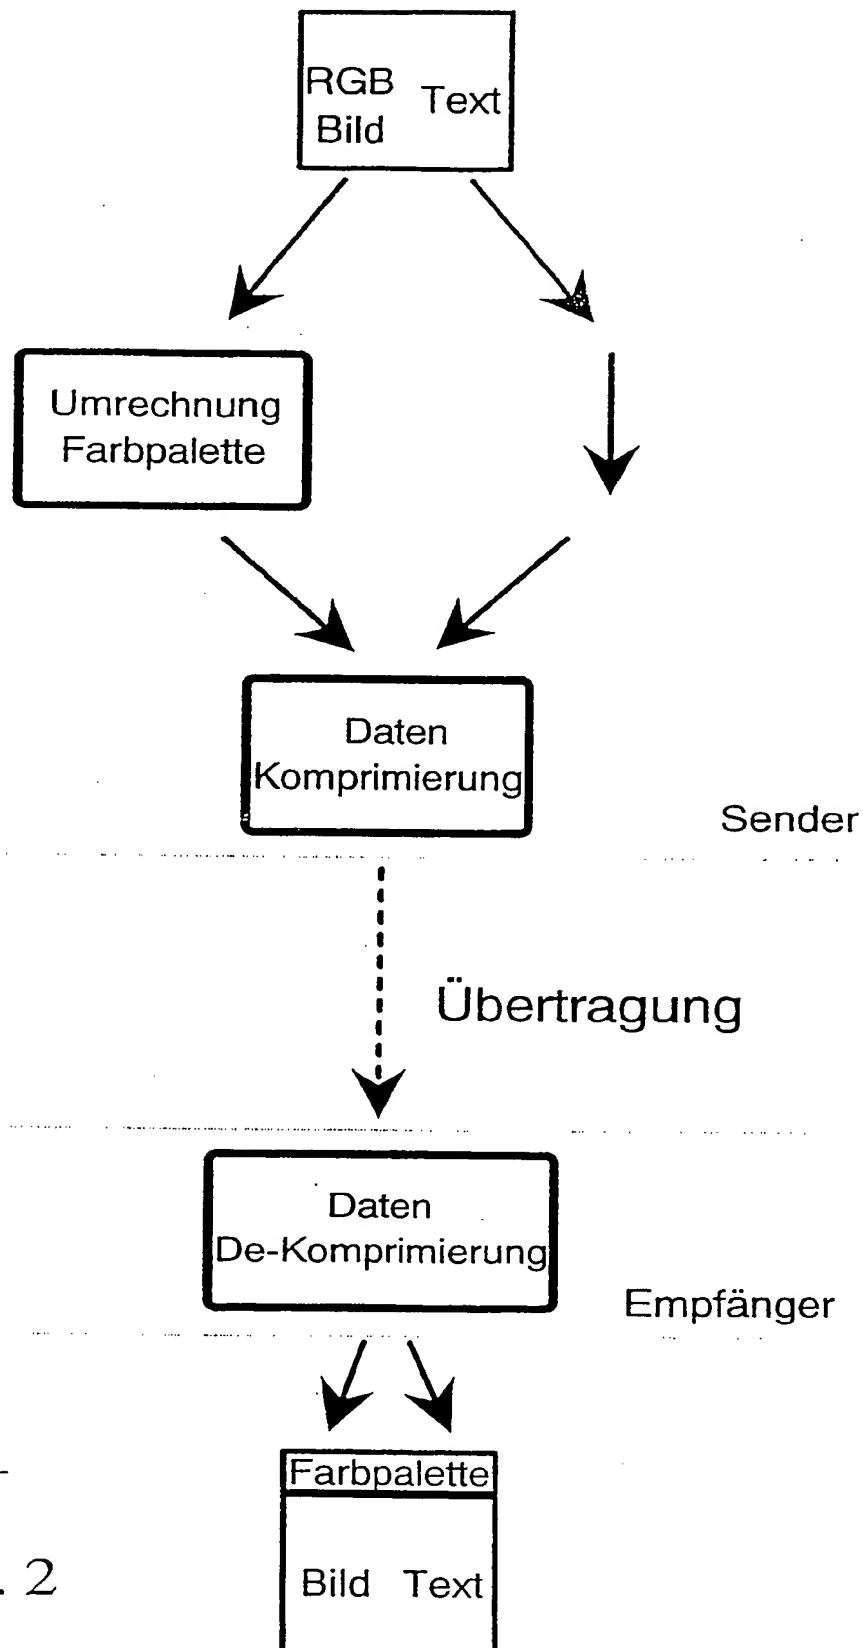 RGB
Bild
Text
Umrechnung
Farbpalette
Daten
Komprimierung
Sender
Übertragung
Daten
De-Komprimierung
Empfänger
Farbpalette
Bild Text
. 2